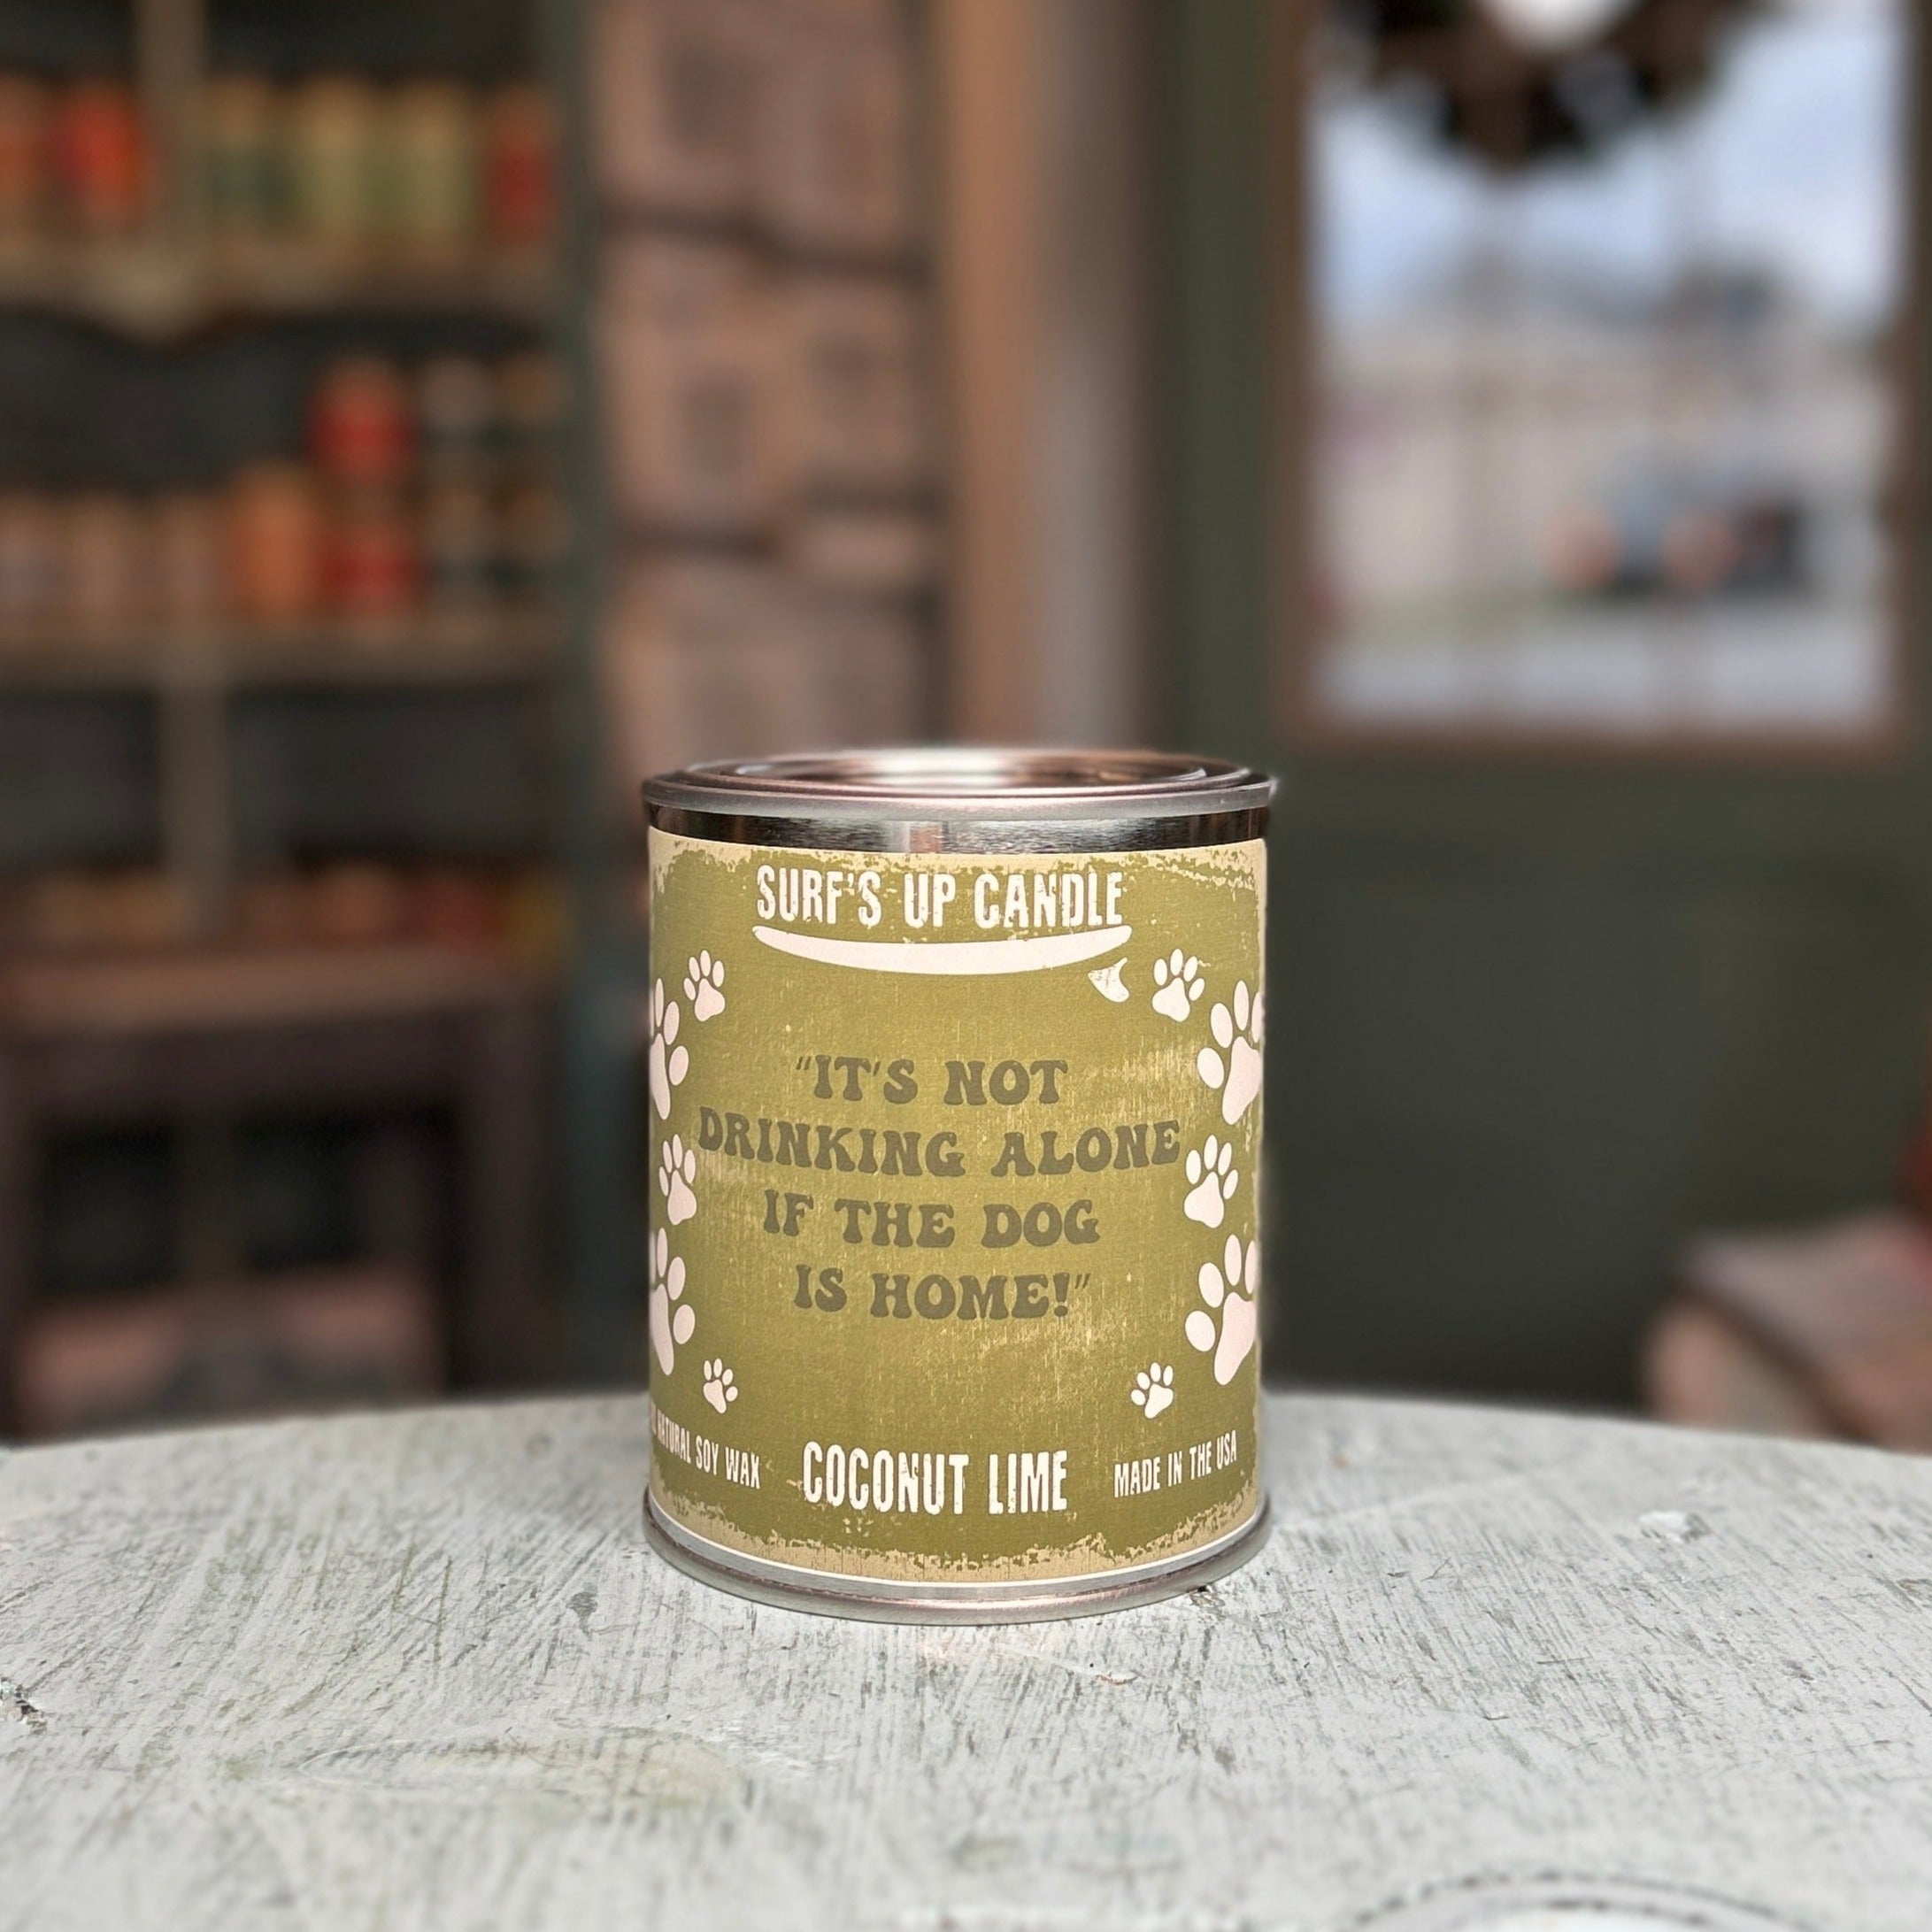 SURF'S UP CANDLE
"IT'S NOT
DRINKING ALONE
IF THE DOG
IS HOME!"
NATURAL SOY WAX
COCONUT LIME
MADE IN THE USA